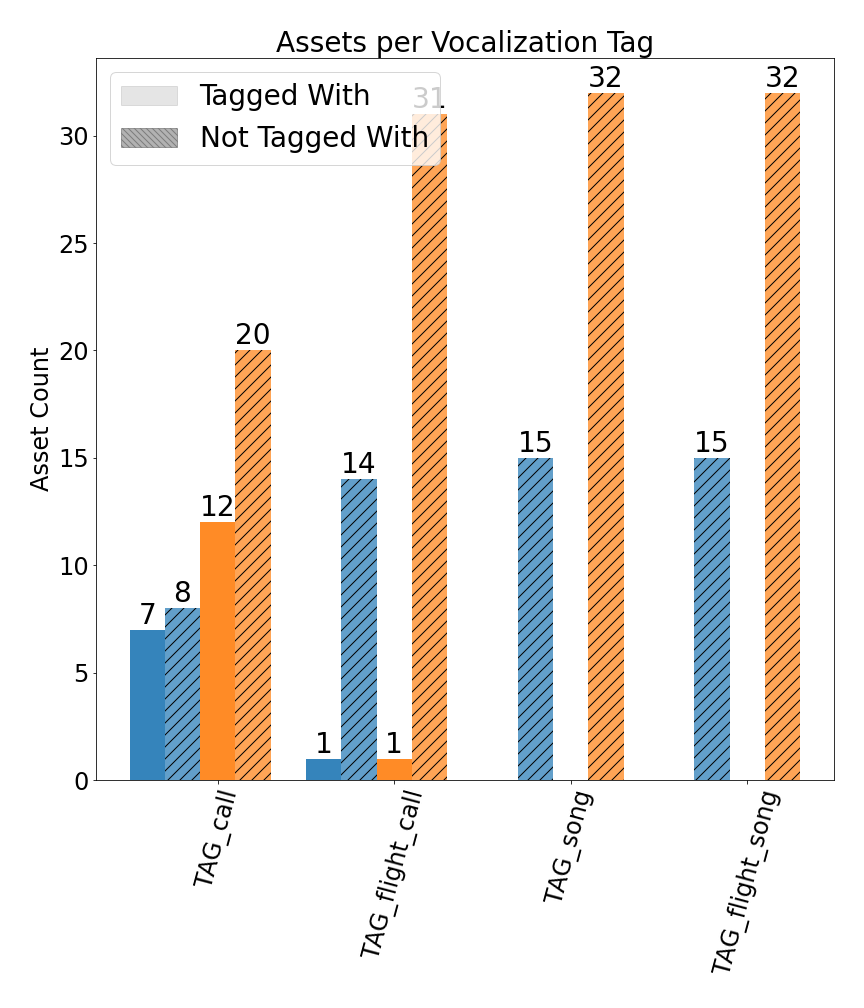 Assets per Vocalization Tag
Tagged With
Not Tagged With
Asset Count
30
25
20
15
10
5
0
7
8
12
20
1
14
1
31
15
32
15
32
TAG_call
TAG_flight_call
TAG_song
TAG_flight_song